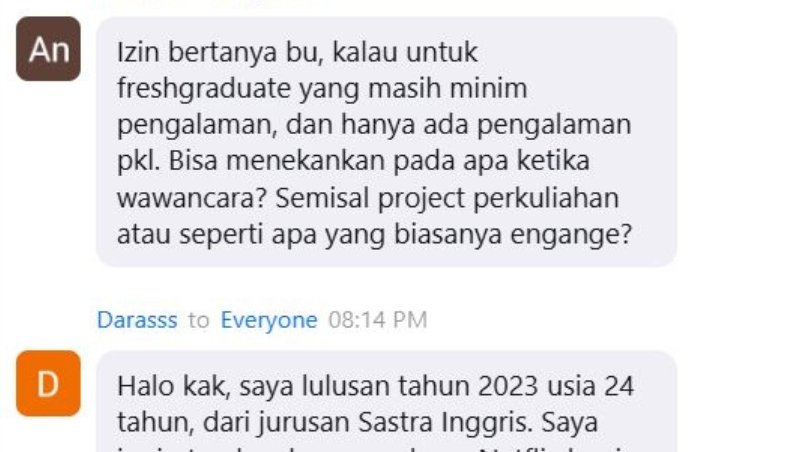 An
Izin bertanya bu, kalau untuk
freshgraduate yang masih minim
pengalaman, dan hanya ada pengalaman
pkl. Bisa menekankan pada apa ketika
wawancara? Semisal project perkuliahan
atau seperti apa yang biasanya engange?
Darasss to Everyone 08:14 PM
D
Halo kak, saya lulusan tahun 2023 usia 24
tahun, dari jurusan Sastra Inggris. Saya